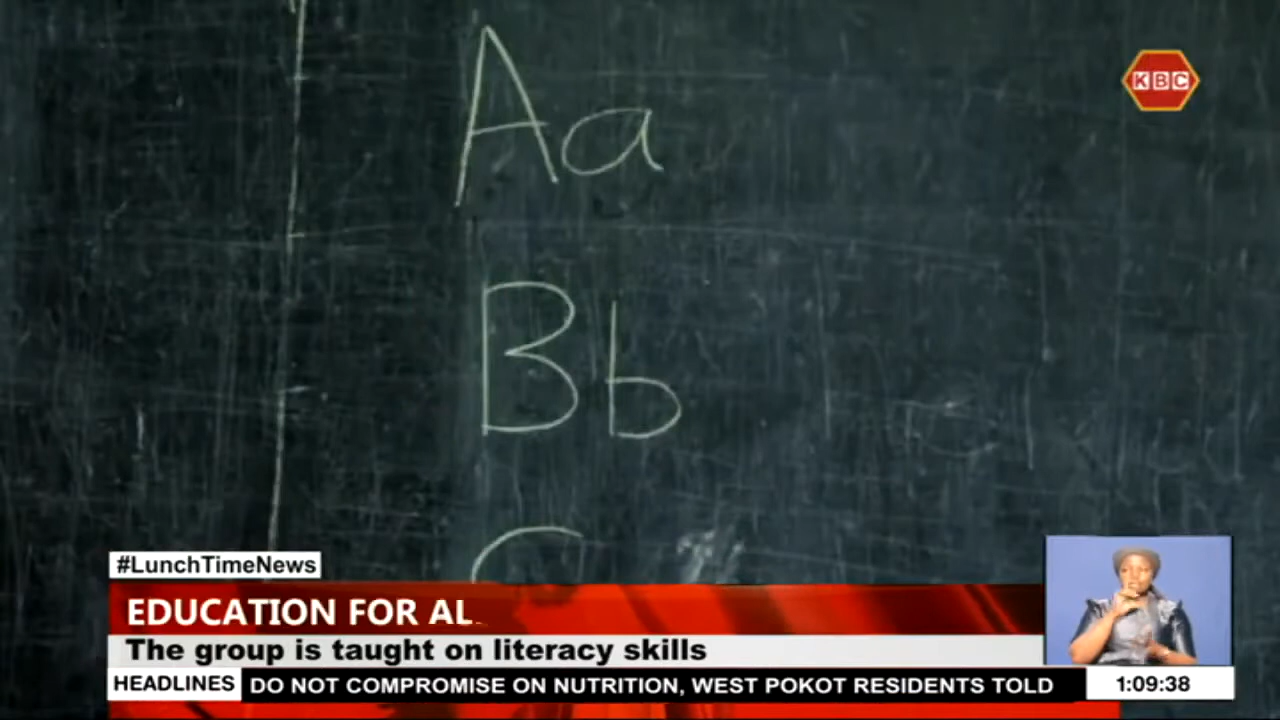 Aa
KBC
Bb
#LunchTimeNews
EDUCATION FOR AL
The group is taught on literacy skills
HEADLINES DO NOT COMPROMISE ON NUTRITION, WEST POKOT RESIDENTS TOLD 1:09:38